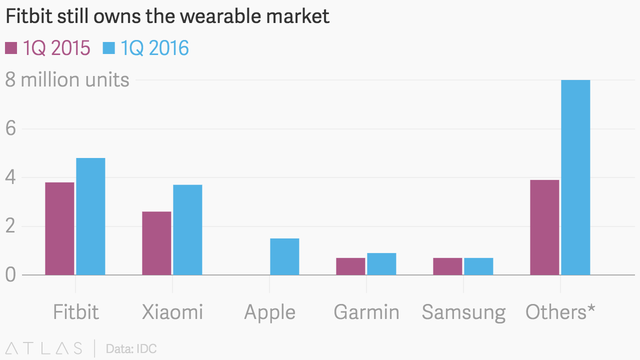 Fitbit still owns the wearable market
1Q 2015 1Q 2016
8 million units
6
4
2
0
Fitbit Xiaomi Apple Garmin Samsung Others*
ATLAS | Data: IDC